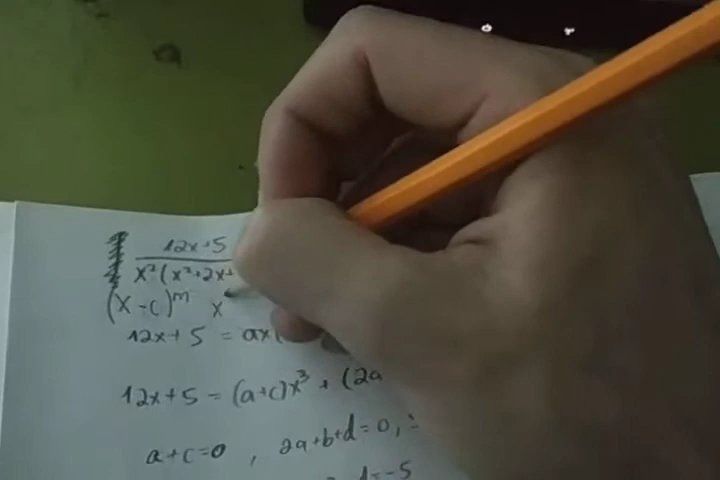 12x+5
x²(x²+2x+
(x-c)^m x
12x+5 = ax(
12x+5 = (a+c)x³ + (2a
a+c=0 , 2a+b+d=0,
d=-5